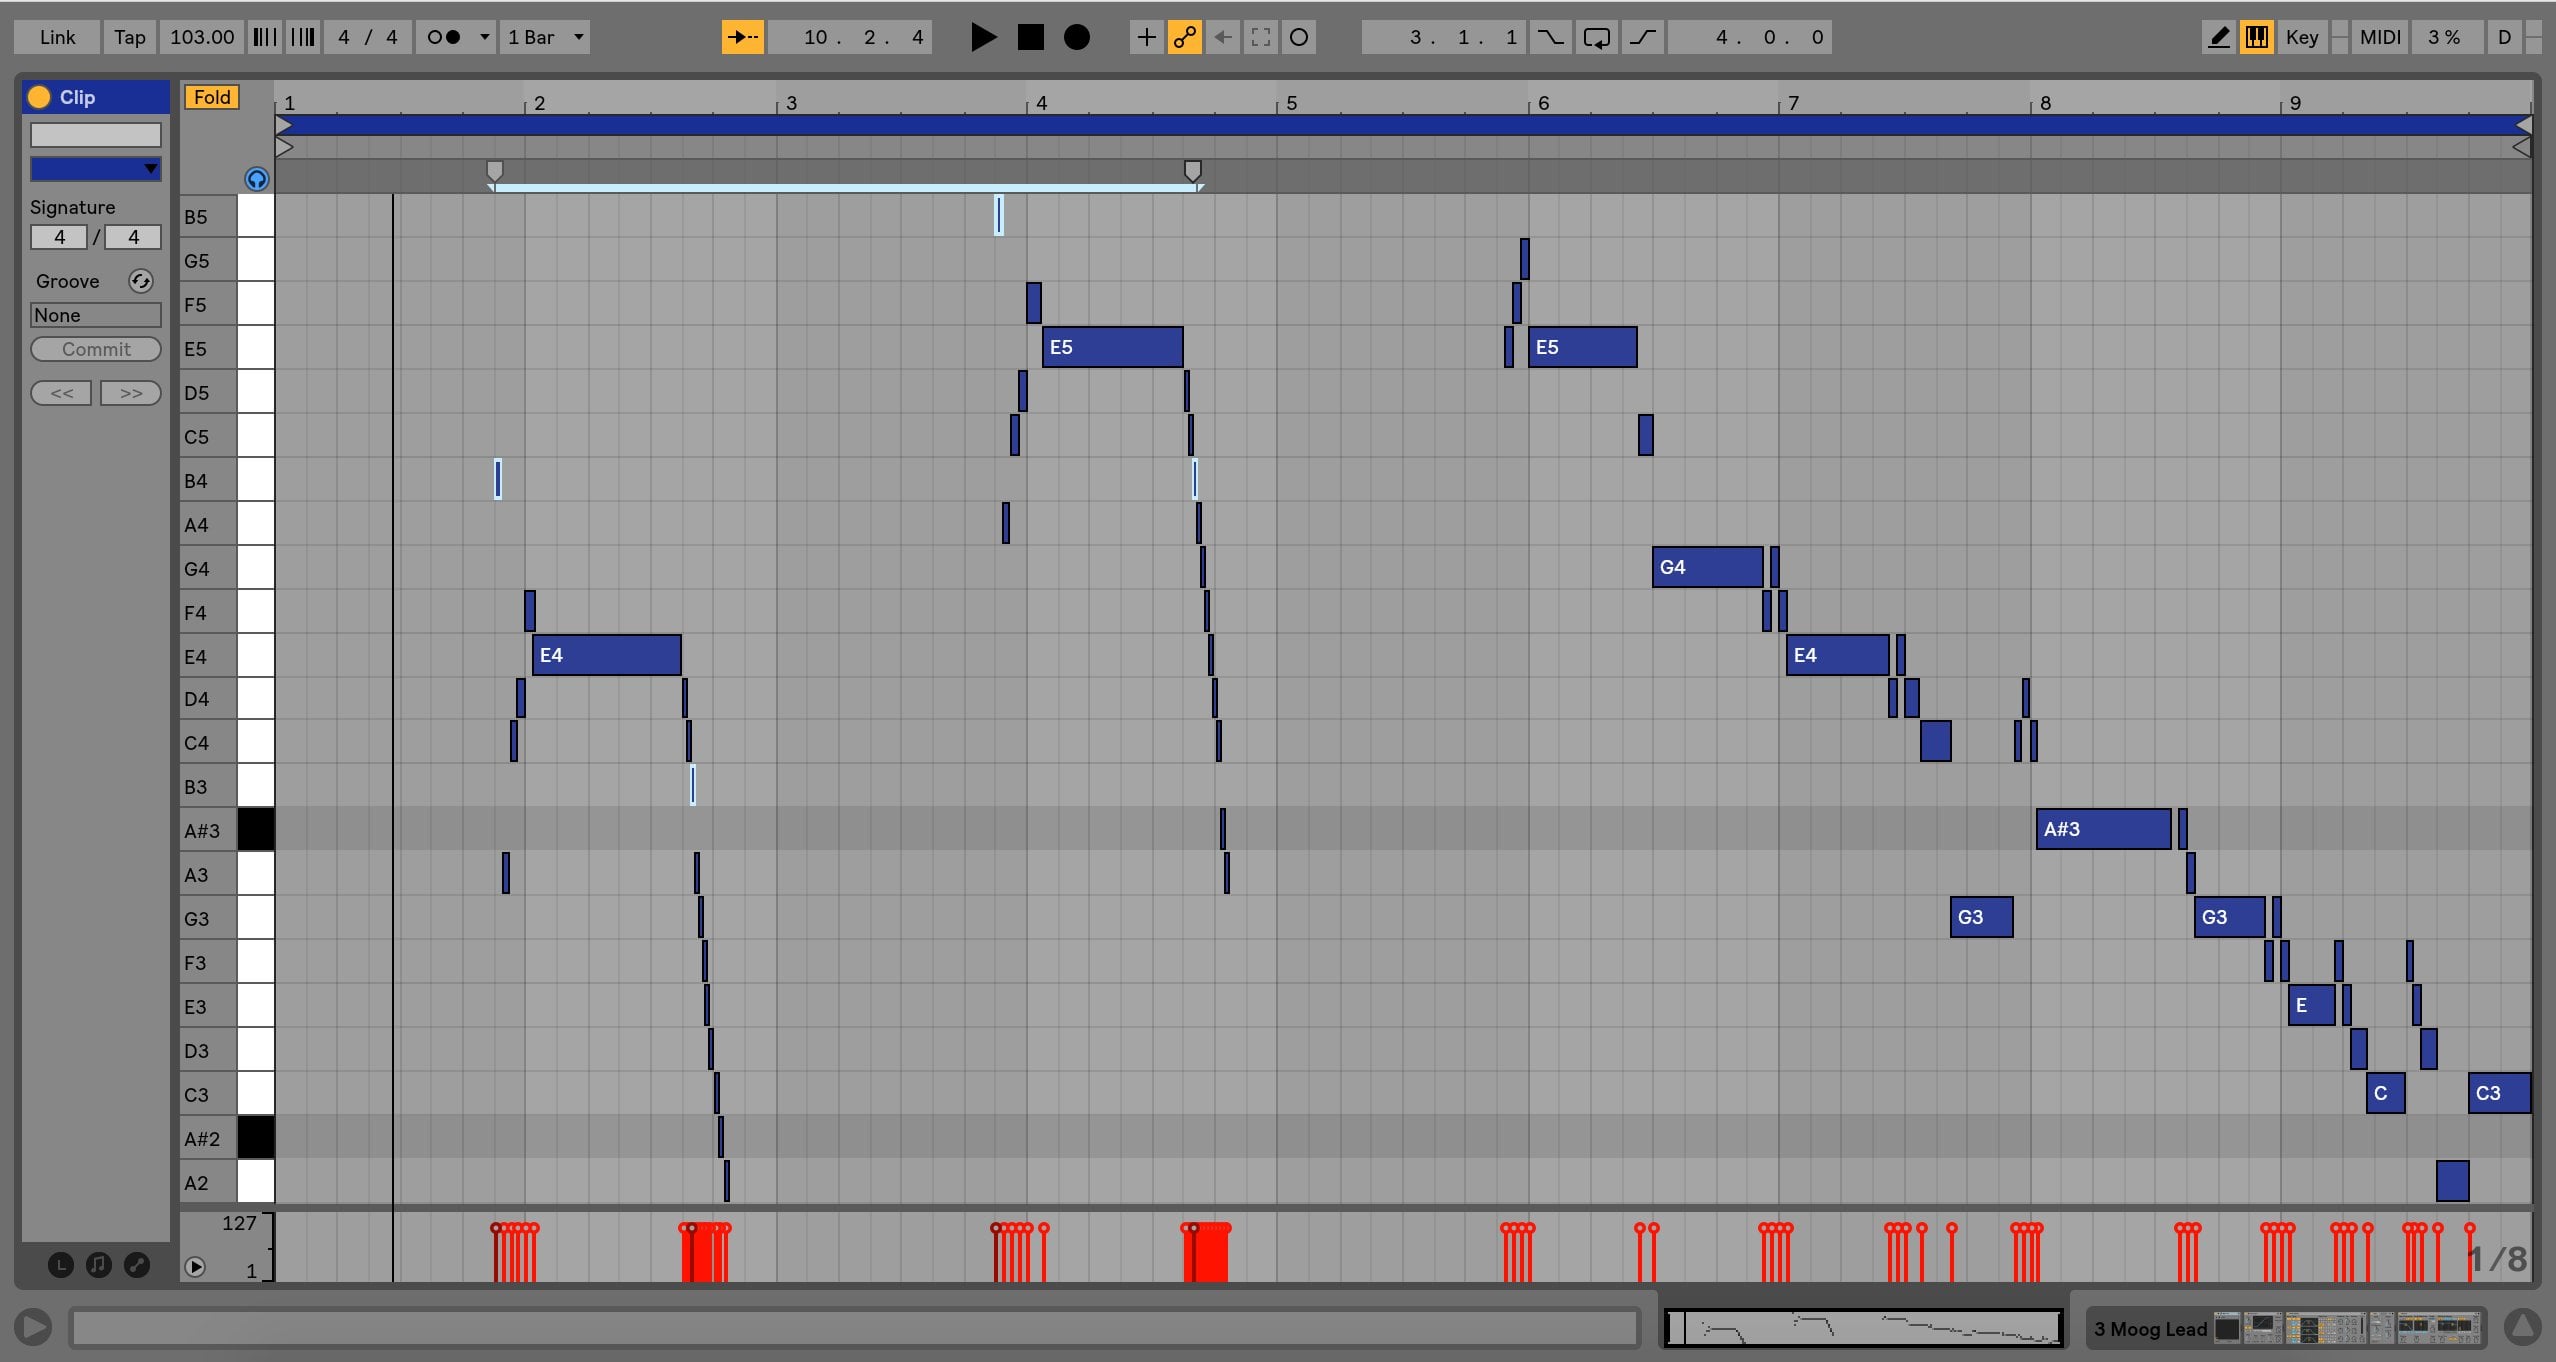 Link Tap 103.00 4 / 4 1 Bar 10. 2. 4 3. 1. 1 4. 0. 0 Key MIDI 3 % D
Clip
Fold
1 2 3 4 5 6 7 8 9
Signature
4 / 4
Groove
None
Commit
<< >>
B5
G5
F5
E5 E5 E5
D5
C5
B4
A4
G4 G4
F4
E4 E4 E4
D4
C4
B3
A#3 A#3
A3
G3 G3 G3
F3
E3 E
D3
C3 C C3
A#2
A2
127
1
1/8
L
3 Moog Lead